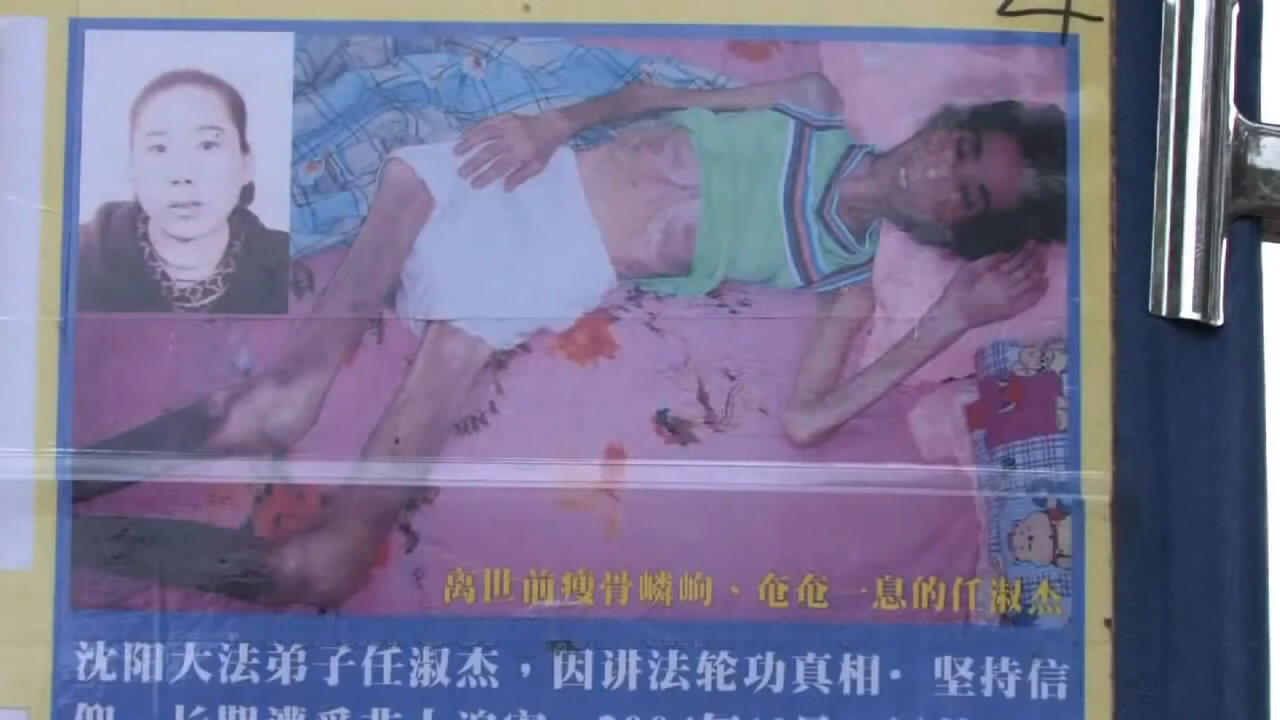 4
离世前瘦骨嶙峋、奄奄一息的任淑杰
沈阳大法弟子任淑杰,因讲法轮功真相·坚持信